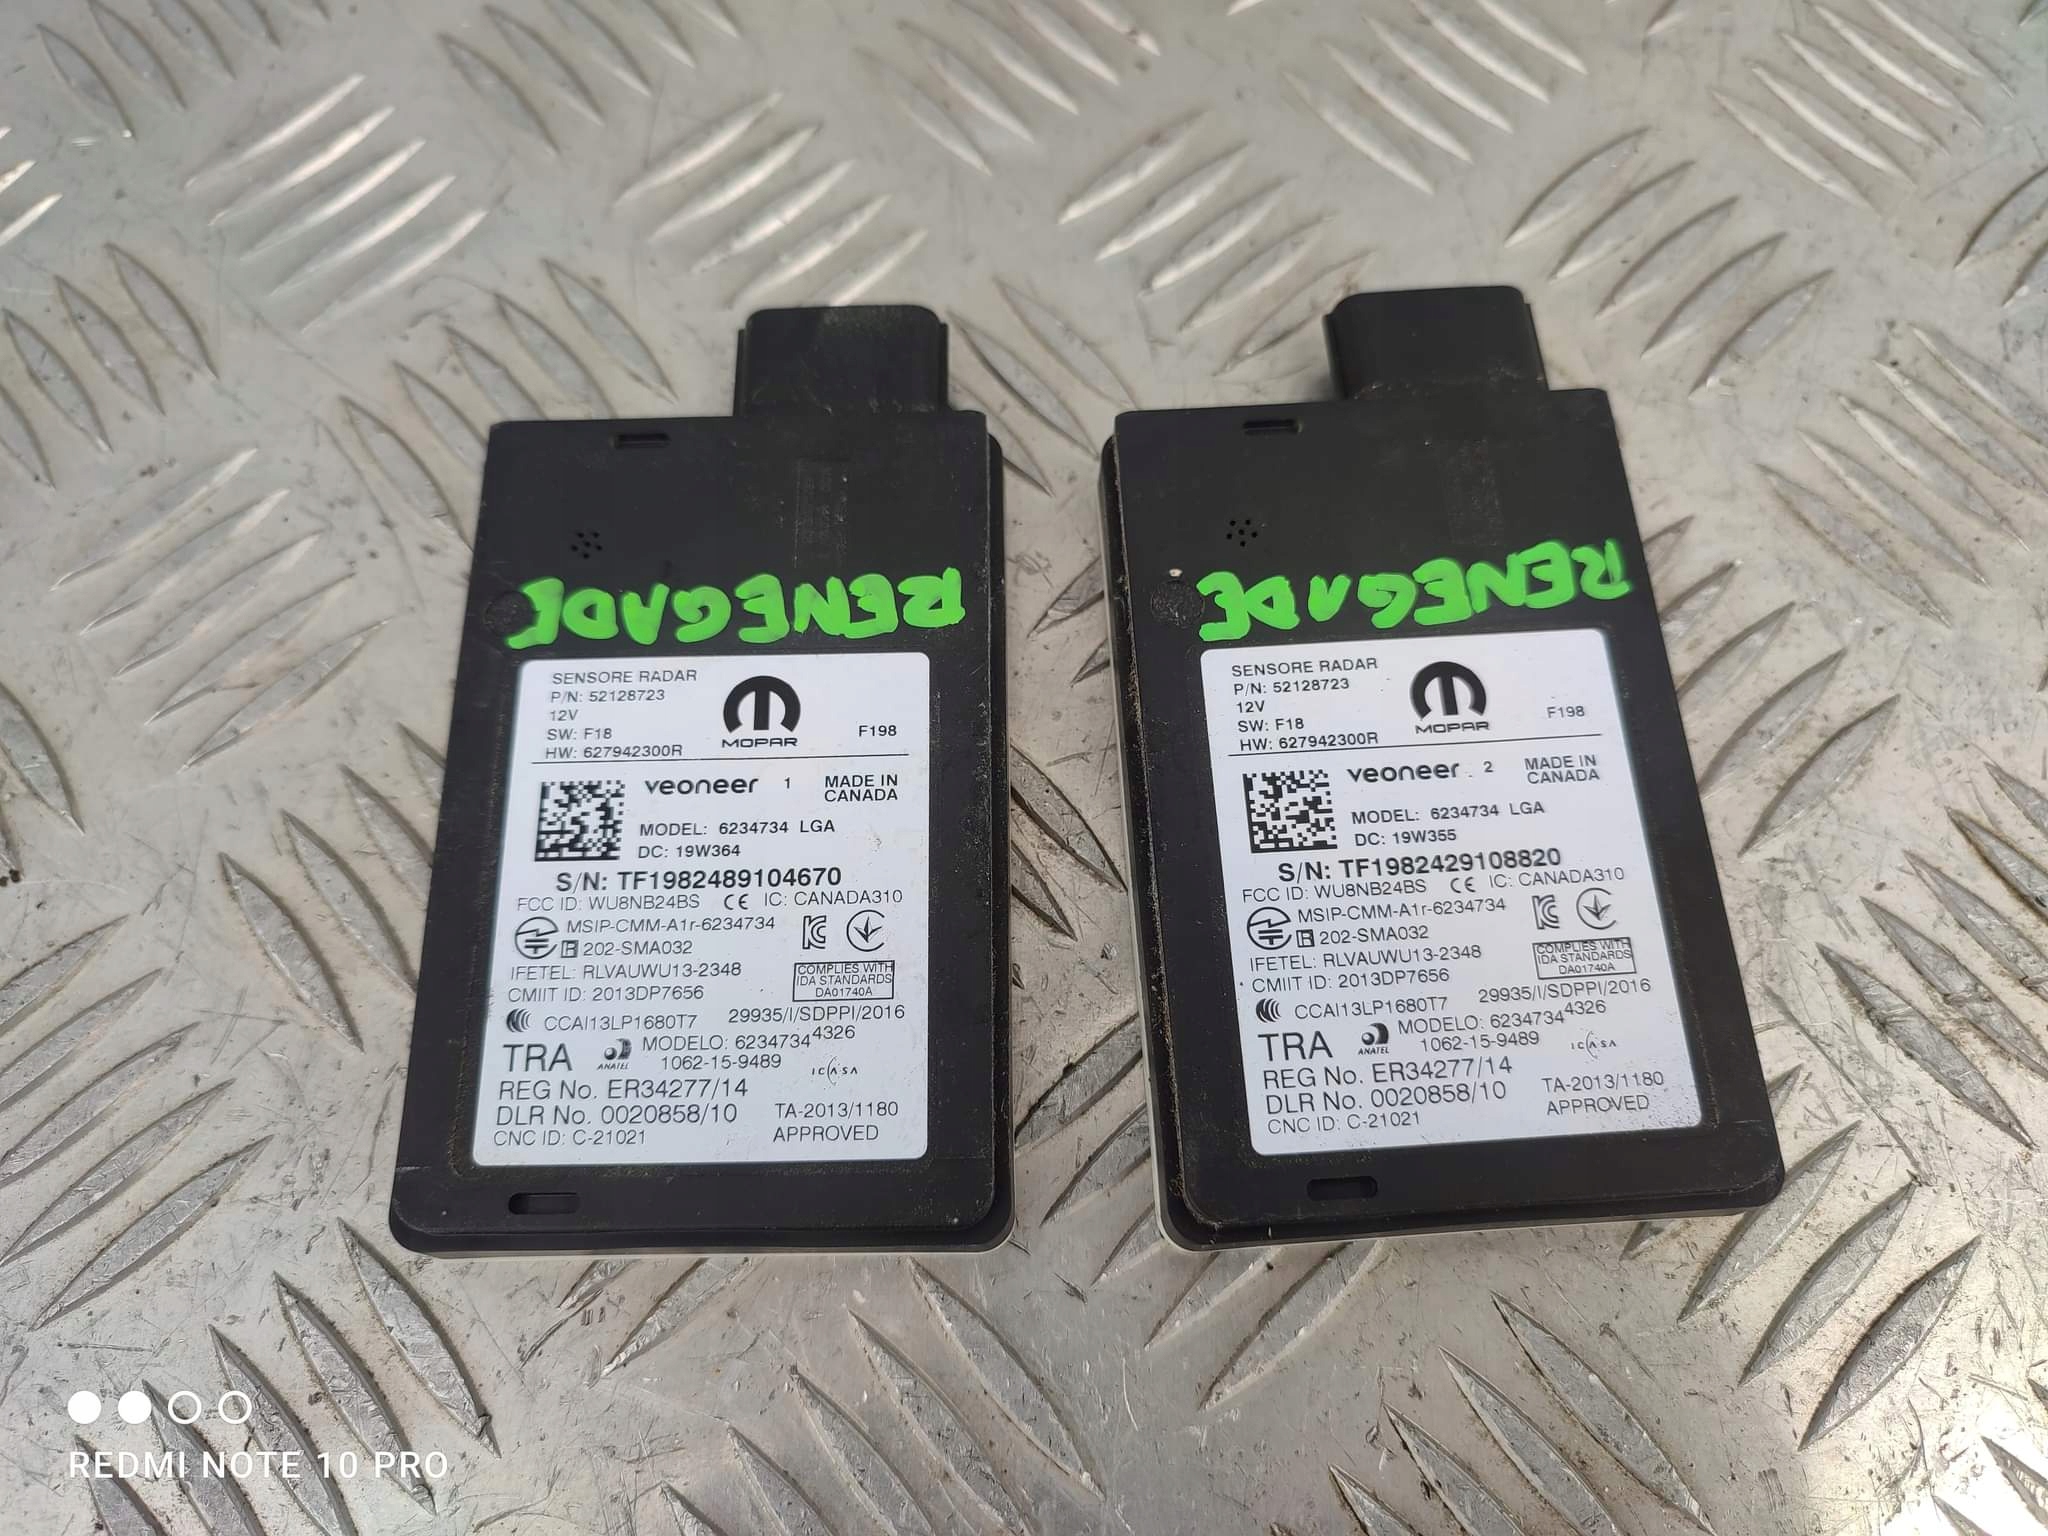 RENEGADE
SENSORE RADAR
P/N: 52128723
12V
SW: F18
HW: 627942300R
MOPAR
F198
veoneer 1
MADE IN
CANADA
MODEL: 6234734 LGA
DC: 19W364
S/N: TF1982489104670
FCC ID: WU8NB24BS CE IC: CANADA310
MSIP-CMM-A1r-6234734
R 202-SMA032
IFETEL: RLVAUWU13-2348
COMPLIES WITH
IDA STANDARDS
DA01740A
CMIIT ID: 2013DP7656
CCAI13LP1680T7
29935/I/SDPPI/2016
4326
TRA
ANATEL
MODELO: 6234734
1062-15-9489
ICASA
REG No. ER34277/14
DLR No. 0020858/10
CNC ID: C-21021
TA-2013/1180
APPROVED
RENEGADE
SENSORE RADAR
P/N: 52128723
12V
SW: F18
HW: 627942300R
MOPAR
F198
veoneer 2
MADE IN
CANADA
MODEL: 6234734 LGA
DC: 19W355
S/N: TF1982429108820
FCC ID: WU8NB24BS CE IC: CANADA310
MSIP-CMM-A1r-6234734
R 202-SMA032
IFETEL: RLVAUWU13-2348
COMPLIES WITH
IDA STANDARDS
DA01740A
CMIIT ID: 2013DP7656
CCAI13LP1680T7
29935/I/SDPPI/2016
4326
TRA
ANATEL
MODELO: 6234734
1062-15-9489
ICASA
REG No. ER34277/14
DLR No. 0020858/10
CNC ID: C-21021
TA-2013/1180
APPROVED
REDMI NOTE 10 PRO